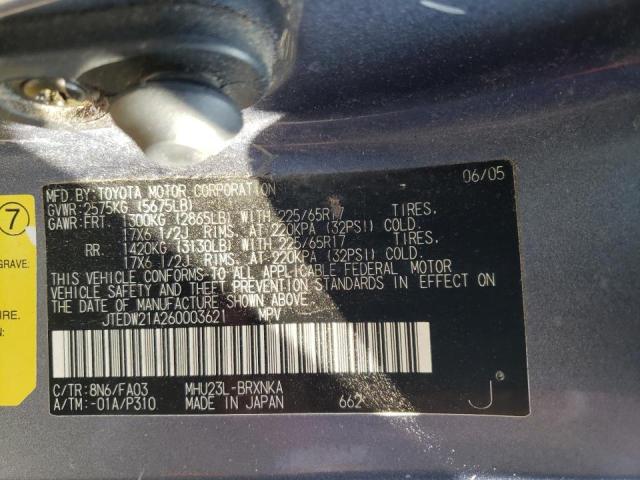 7
GRAVE.
URE.
MFD. BY: TOYOTA MOTOR CORPORATION 06/05
GVWR 2575KG (5675LB)
GAWR: FRT. 1300KG (2865LB) WITH 225/65R17 TIRES.
17X6 1/2J RIMS. AT 220KPA (32PSI) COLD.
RR 1420KG (3130LB) WITH 225/65R17 TIRES.
17X6 1/2J RIMS. AT 220KPA (32PSI) COLD.
THIS VEHICLE CONFORMS TO ALL APPLICABLE FEDERAL MOTOR
VEHICLE SAFETY AND THEFT PREVENTION STANDARDS IN EFFECT ON
THE DATE OF MANUFACTURE SHOWN ABOVE.
JTEDW21A260003621 MPV
C/TR: 8N6/FA03 MHU23L-BRXNKA
A/TM: -01A/P310 MADE IN JAPAN 662 J